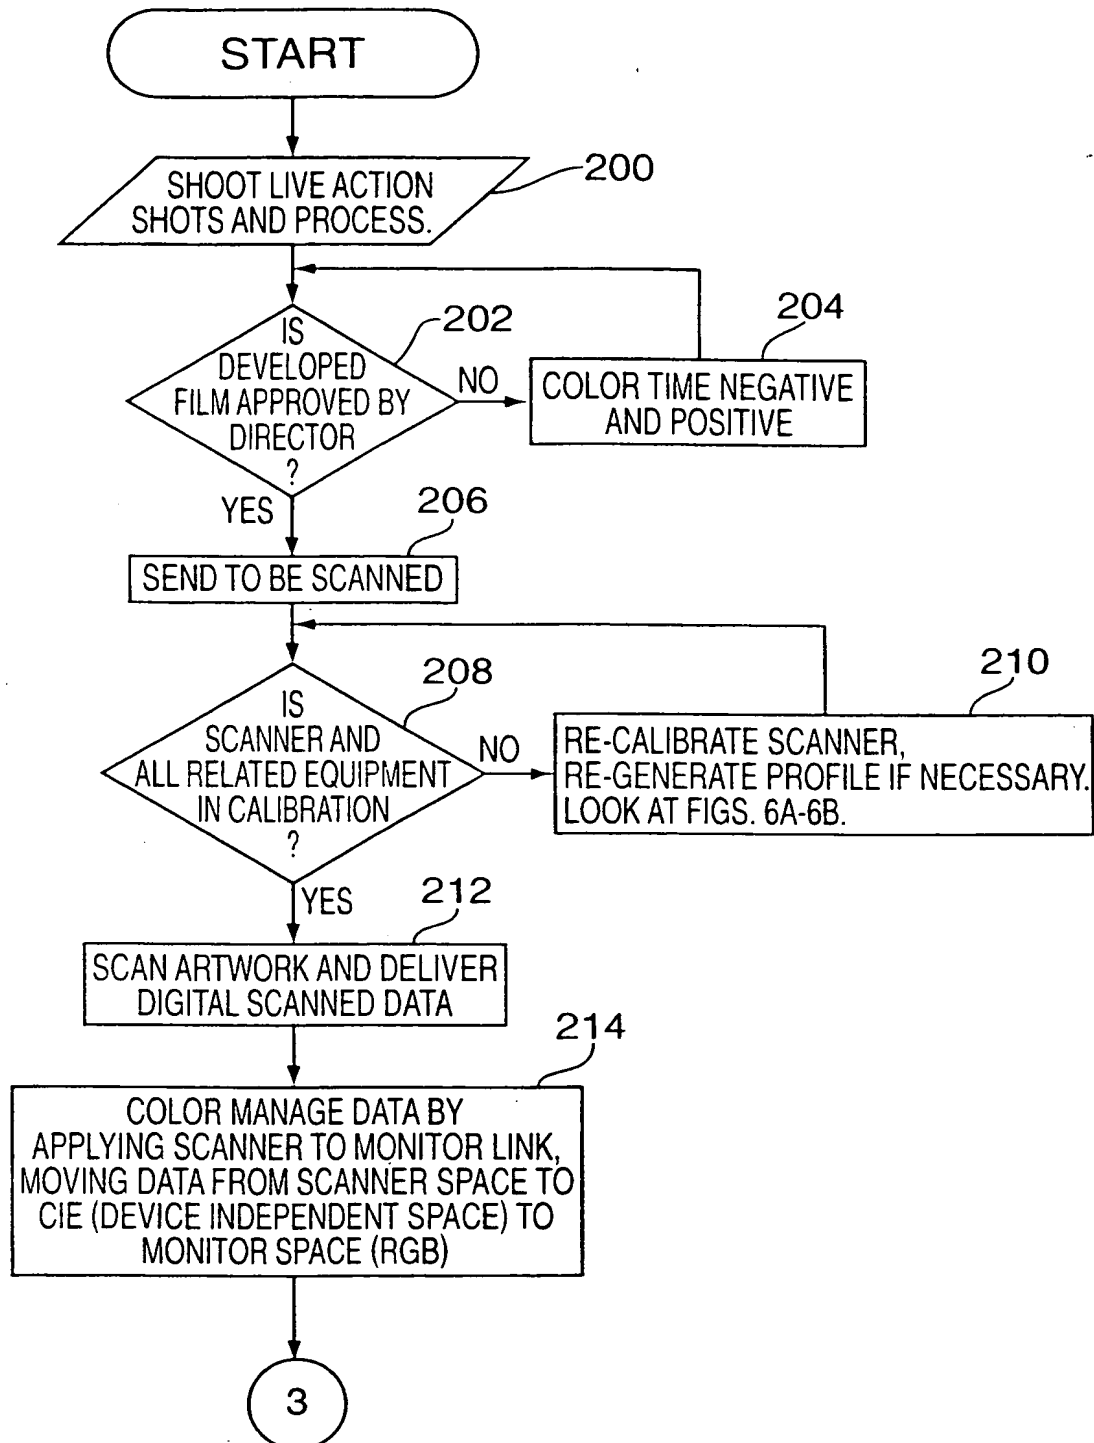 START
SHOOT LIVE ACTION
SHOTS AND PROCESS.
200
IS
DEVELOPED
FILM APPROVED BY
DIRECTOR
?
202
NO
204
COLOR TIME NEGATIVE
AND POSITIVE
YES
206
SEND TO BE SCANNED
IS
SCANNER AND
ALL RELATED EQUIPMENT
IN CALIBRATION
?
208
NO
210
RE-CALIBRATE SCANNER,
RE-GENERATE PROFILE IF NECESSARY.
LOOK AT FIGS. 6A-6B.
YES
212
SCAN ARTWORK AND DELIVER
DIGITAL SCANNED DATA
214
COLOR MANAGE DATA BY
APPLYING SCANNER TO MONITOR LINK,
MOVING DATA FROM SCANNER SPACE TO
CIE (DEVICE INDEPENDENT SPACE) TO
MONITOR SPACE (RGB)
3